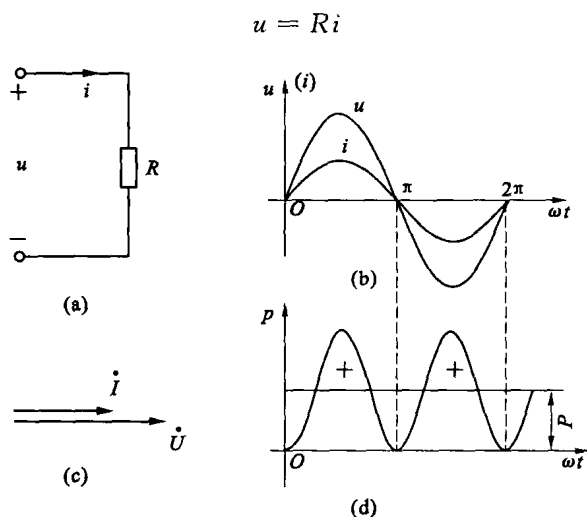 u = Ri
+
i
u
R
−
(a)
u (i)
u
i
π
2π
O
ωt
(b)
İ
U̇
(c)
p
+
+
P
O
ωt
(d)